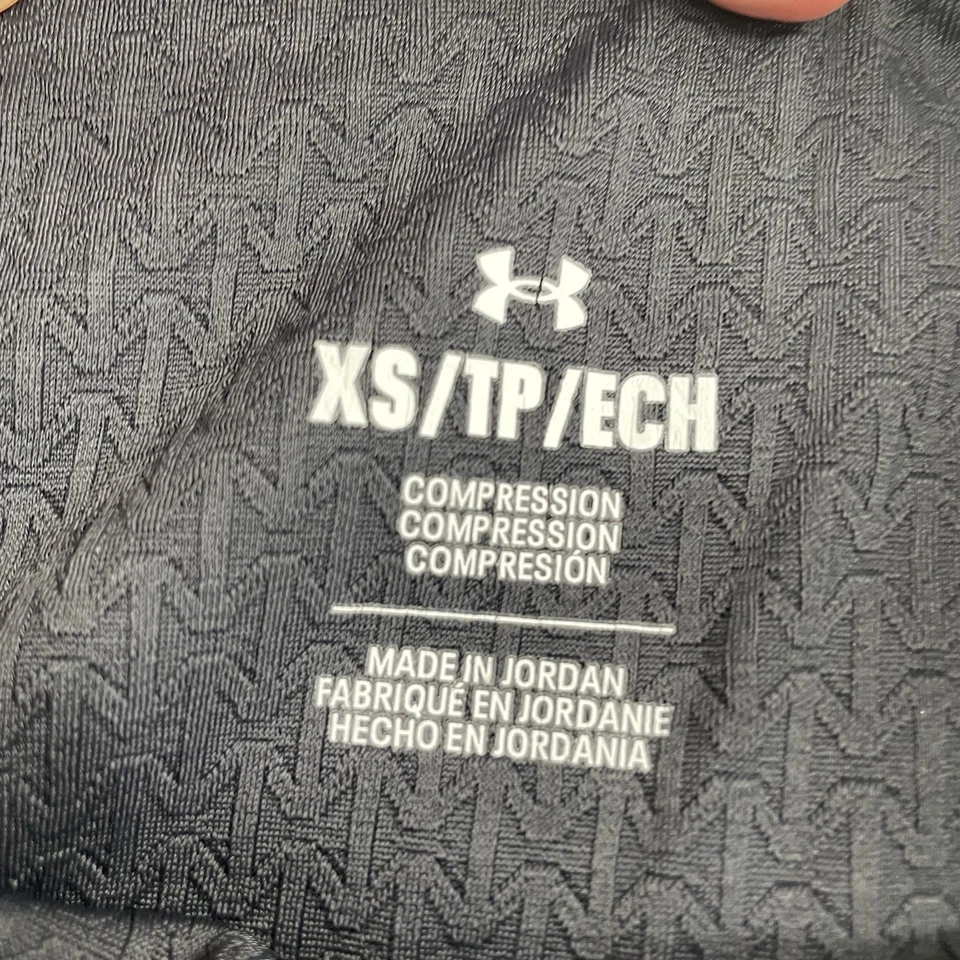 XS/TP/ECH
COMPRESSION
COMPRESSION
COMPRESIÓN
MADE IN JORDAN
FABRIQUÉ EN JORDANIE
HECHO EN JORDANIA